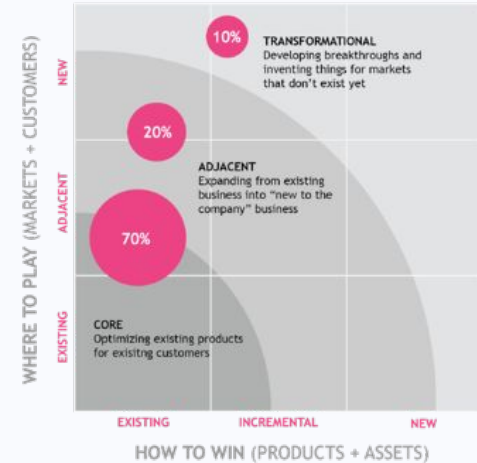 10%
TRANSFORMATIONAL
Developing breakthroughs and
inventing things for markets
that don't exist yet
20%
ADJACENT
Expanding from existing
business into "new to the
company" business
70%
CORE
Optimizing existing products
for exisitng customers
WHERE TO PLAY (MARKETS + CUSTOMERS)
NEW
ADJACENT
EXISTING
EXISTING
INCREMENTAL
NEW
HOW TO WIN (PRODUCTS + ASSETS)